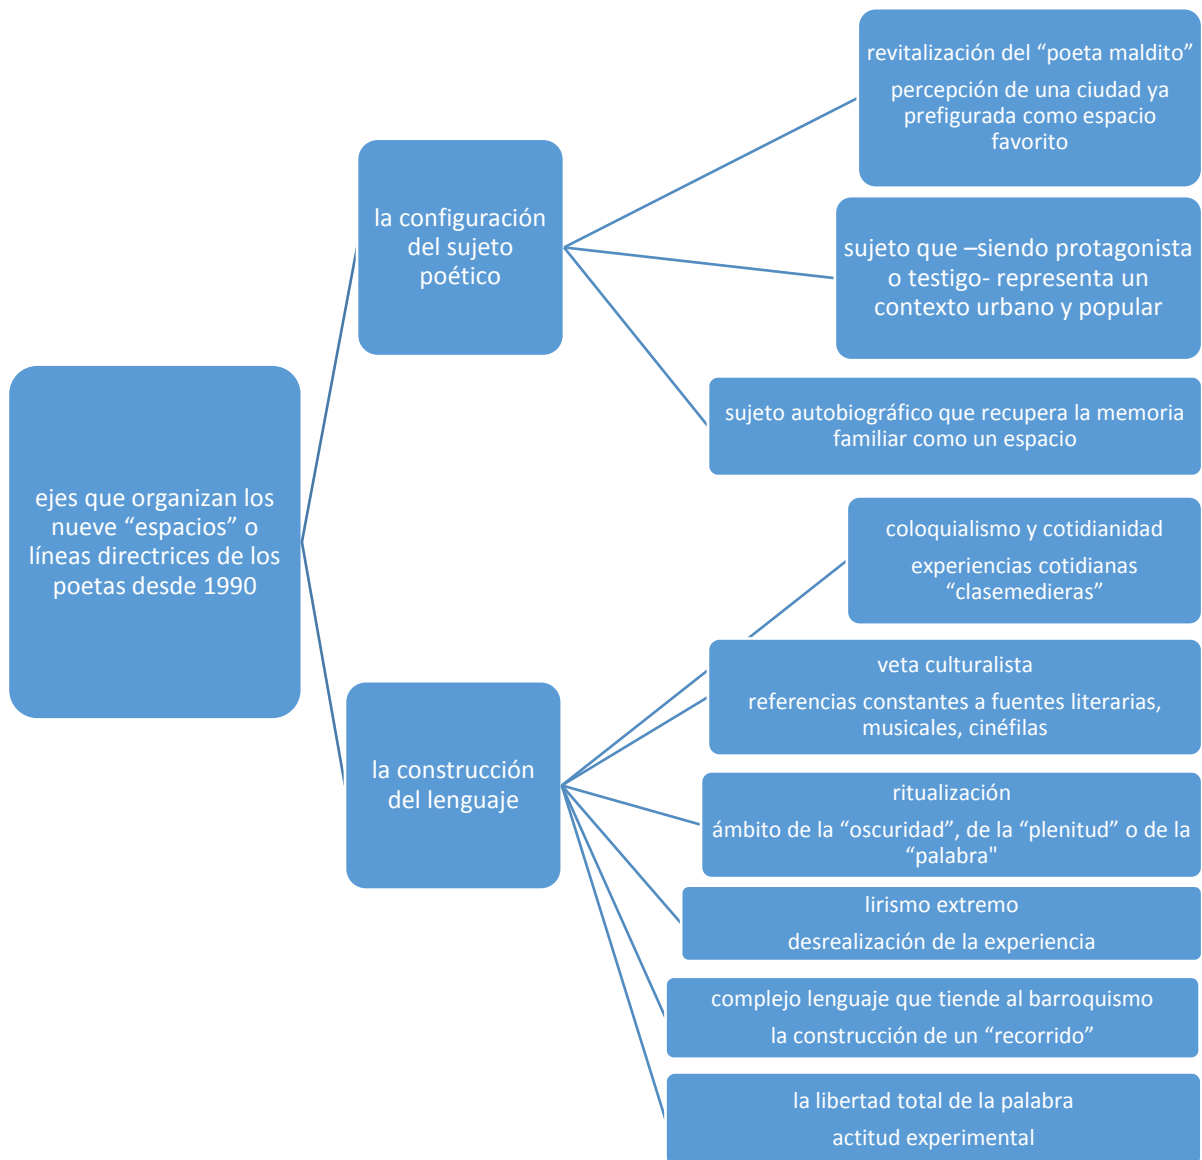 ejes que organizan los
nueve “espacios” o
líneas directrices de los
poetas desde 1990
la configuración
del sujeto
poético
revitalización del “poeta maldito”
percepción de una ciudad ya
prefigurada como espacio
favorito
sujeto que –siendo protagonista
o testigo- representa un
contexto urbano y popular
sujeto autobiográfico que recupera la memoria
familiar como un espacio
la construcción
del lenguaje
coloquialismo y cotidianidad
experiencias cotidianas
“clasemedieras”
veta culturalista
referencias constantes a fuentes literarias,
musicales, cinéfilas
ritualización
ámbito de la “oscuridad”, de la “plenitud” o de la
“palabra"
lirismo extremo
desrealización de la experiencia
complejo lenguaje que tiende al barroquismo
la construcción de un “recorrido”
la libertad total de la palabra
actitud experimental